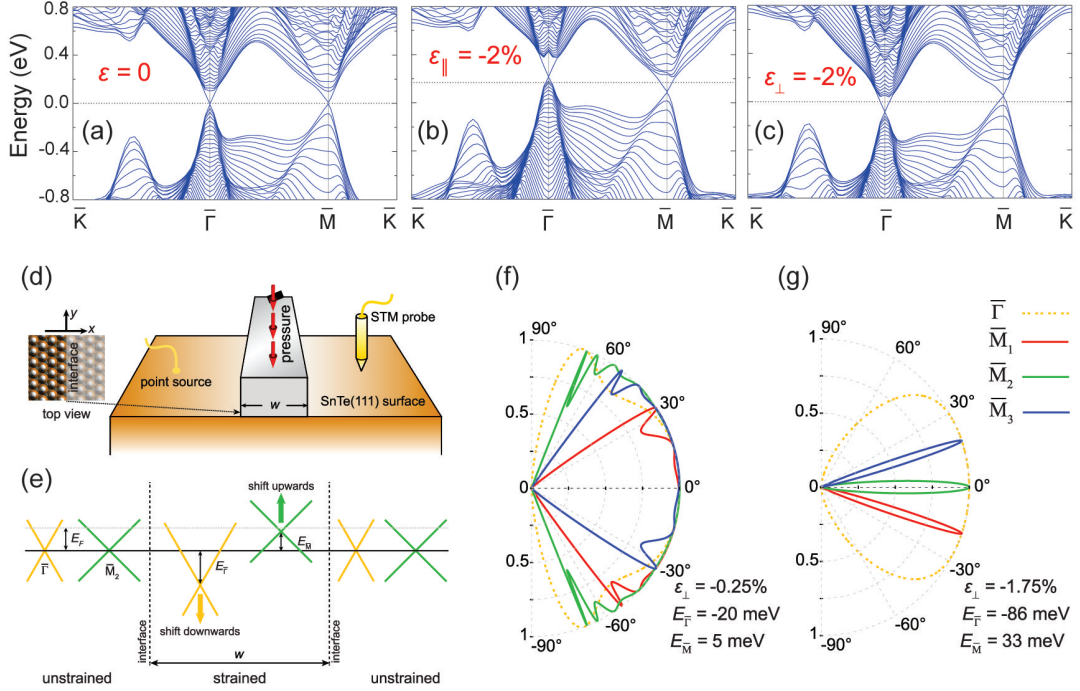 0.8
0.4
0.0
-0.4
-0.8
Energy (eV)
ε = 0
(a)
K̅ Γ̅ M̅ K̅
ε∥ = -2%
(b)
K̅ Γ̅ M̅ K̅
ε⊥ = -2%
(c)
K̅ Γ̅ M̅ K̅
(d)
y
x
interface
top view
point source
pressure
w
STM probe
SnTe(111) surface
(e)
shift upwards
E_F
E_Γ̅
E_M̅
Γ̅
M̅₂
shift downwards
interface
w
interface
unstrained
strained
unstrained
(f)
1
90°
60°
0.5
30°
0
0°
0.5
-30°
-60°
1
-90°
ε⊥ = -0.25%
E_Γ̅ = -20 meV
E_M̅ = 5 meV
(g)
1
90°
60°
0.5
30°
0
0°
0.5
-30°
-60°
1
-90°
ε⊥ = -1.75%
E_Γ̅ = -86 meV
E_M̅ = 33 meV
Γ̅
M̅₁
M̅₂
M̅₃